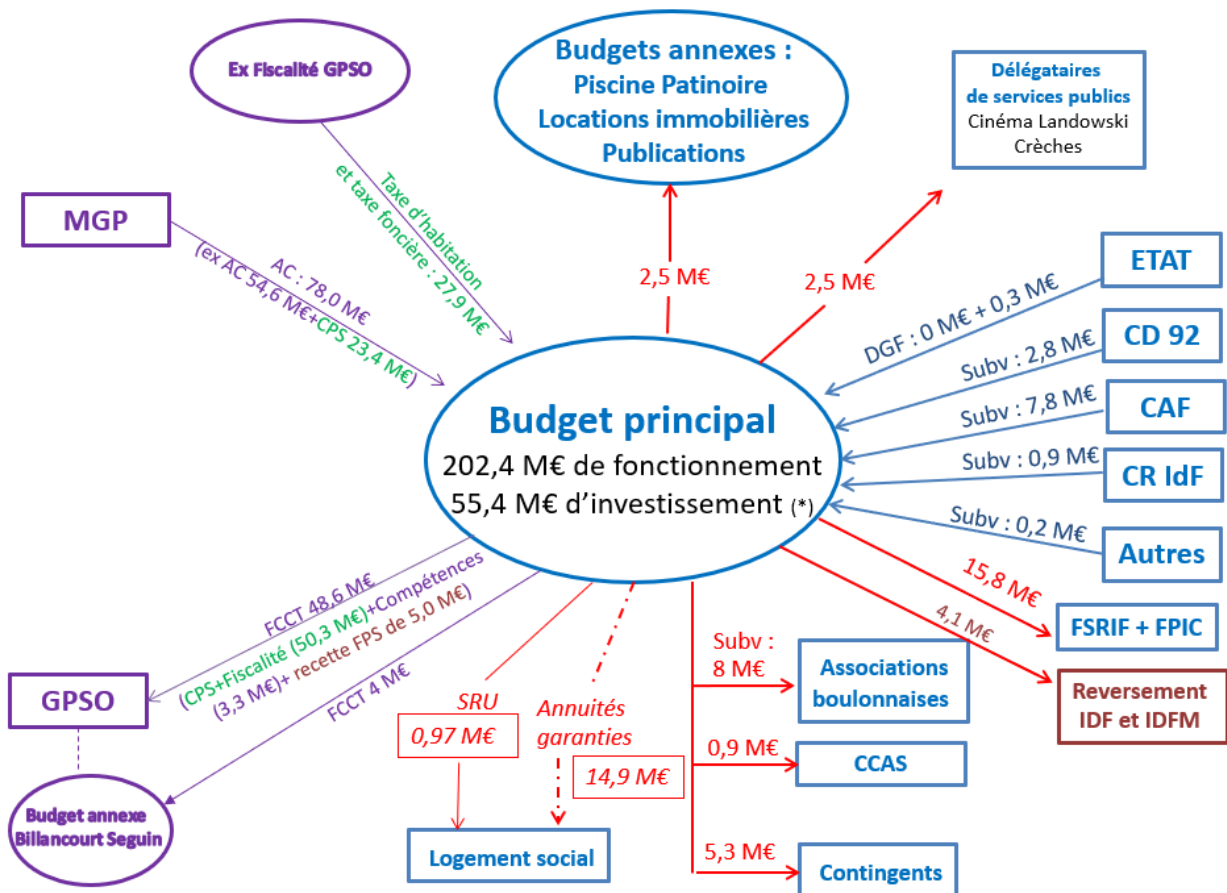 Ex Fiscalité GPSO
Budgets annexes :
Piscine Patinoire
Locations immobilières
Publications
Délégataires
de services publics
Cinéma Landowski
Crèches
MGP
AC : 78,0 M€
(ex AC 54,6 M€+CPS 23,4 M€)
Taxe d’habitation
et taxe foncière : 27,9 M€
2,5 M€
2,5 M€
ETAT
DGF : 0 M€ + 0,3 M€
CD 92
Subv : 2,8 M€
CAF
Subv : 7,8 M€
CR IdF
Subv : 0,9 M€
Autres
Subv : 0,2 M€
Budget principal
202,4 M€ de fonctionnement
55,4 M€ d’investissement (*)
15,8 M€
FSRIF + FPIC
4,1 M€
Reversement
IDF et IDFM
FCCT 48,6 M€
(CPS+Fiscalité (50,3 M€)+Compétences
(3,3 M€)+ recette FPS de 5,0 M€)
GPSO
FCCT 4 M€
Budget annexe
Billancourt Seguin
SRU
0,97 M€
Annuités
garanties
14,9 M€
Logement social
Subv :
8 M€
Associations
boulonnaises
0,9 M€
CCAS
5,3 M€
Contingents